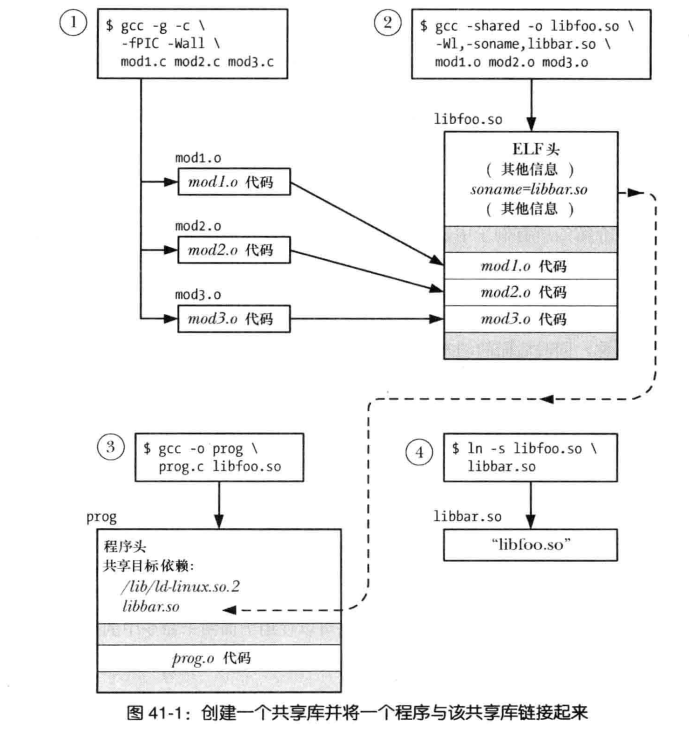 1
$ gcc -g -c \
-fPIC -Wall \
mod1.c mod2.c mod3.c
2
$ gcc -shared -o libfoo.so \
-Wl,-soname,libbar.so \
mod1.o mod2.o mod3.o
libfoo.so
ELF头
( 其他信息 )
soname=libbar.so
( 其他信息 )
mod1.o
mod1.o 代码
mod2.o
mod2.o 代码
mod3.o
mod3.o 代码
mod1.o 代码
mod2.o 代码
mod3.o 代码
3
$ gcc -o prog \
prog.c libfoo.so
4
$ ln -s libfoo.so \
libbar.so
prog
程序头
共享目标依赖:
/lib/ld-linux.so.2
libbar.so
prog.o 代码
libbar.so
“libfoo.so”
图 41-1：创建一个共享库并将一个程序与该共享库链接起来